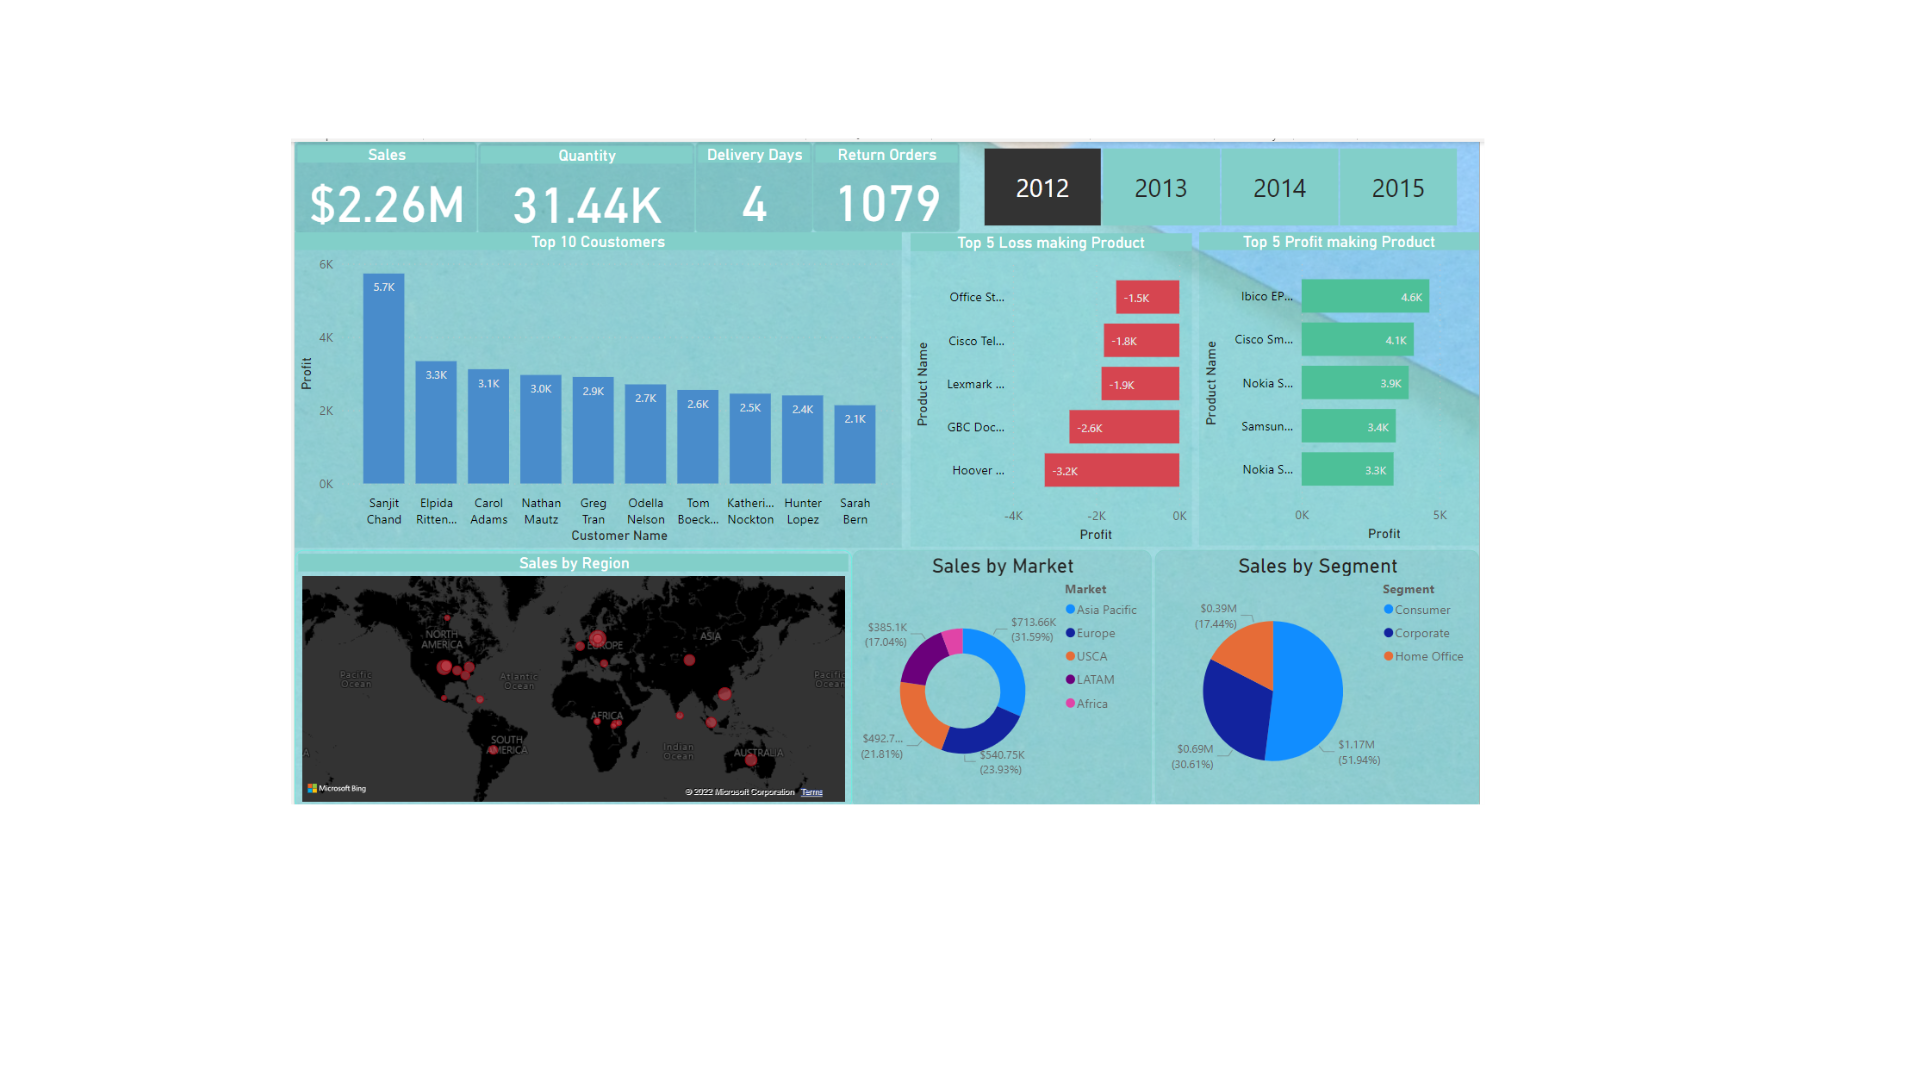 Sales
$2.26M
Quantity
31.44K
Delivery Days
4
Return Orders
1079
2012
2013
2014
2015
Top 10 Coustomers
Profit
6K
4K
2K
0K
5.7K
3.3K
3.1K
3.0K
2.9K
2.7K
2.6K
2.5K
2.4K
2.1K
Sanjit Chand
Elpida Ritten...
Carol Adams
Nathan Mautz
Greg Tran
Odella Nelson
Tom Boeck...
Katheri... Nockton
Hunter Lopez
Sarah Bern
Customer Name
Top 5 Loss making Product
Product Name
Office St...
-1.5K
Cisco Tel...
-1.8K
Lexmark ...
-1.9K
GBC Doc...
-2.6K
Hoover ...
-3.2K
-4K
-2K
0K
Profit
Top 5 Profit making Product
Product Name
Ibico EP...
4.6K
Cisco Sm...
4.1K
Nokia S...
3.9K
Samsun...
3.4K
Nokia S...
3.3K
0K
5K
Profit
Sales by Region
NORTH AMERICA
EUROPE
ASIA
Pacific Ocean
Atlantic Ocean
AFRICA
SOUTH AMERICA
Indian Ocean
AUSTRALIA
Microsoft Bing
© 2022 Microsoft Corporation Terms
Sales by Market
$385.1K
(17.04%)
$713.66K
(31.59%)
$492.7...
(21.81%)
$540.75K
(23.93%)
Market
Asia Pacific
Europe
USCA
LATAM
Africa
Sales by Segment
$0.39M
(17.44%)
$0.69M
(30.61%)
$1.17M
(51.94%)
Segment
Consumer
Corporate
Home Office